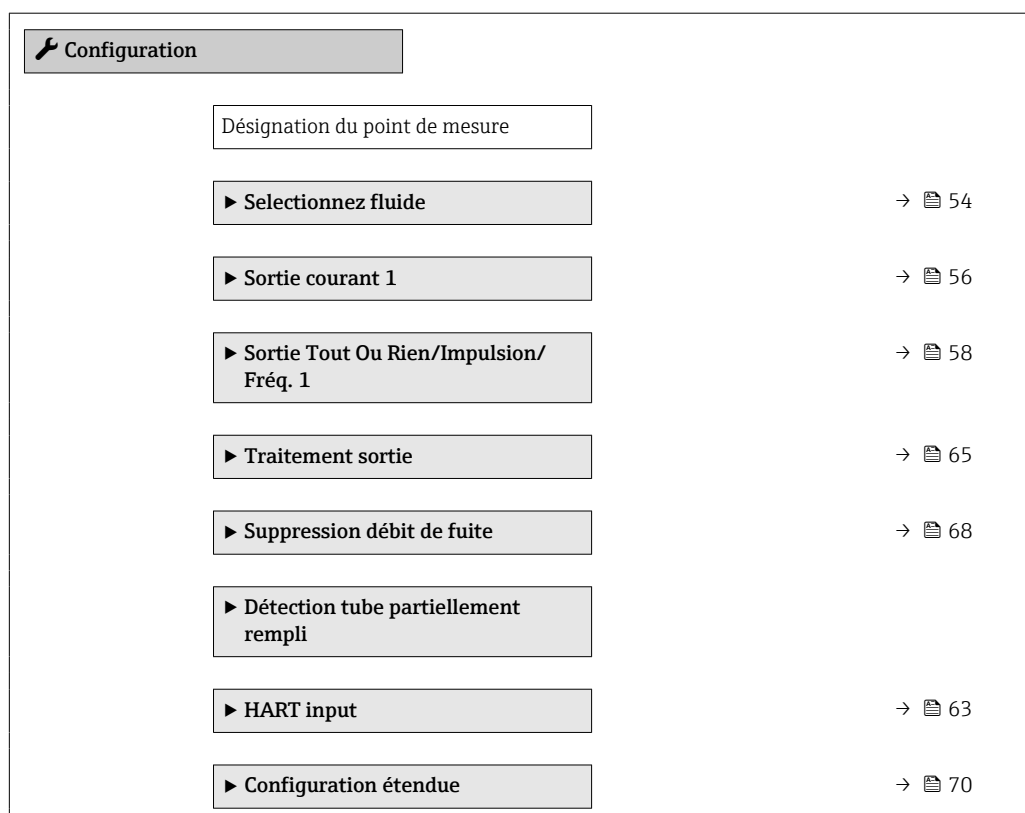 Configuration
Désignation du point de mesure
▶ Selectionnez fluide → 54
▶ Sortie courant 1 → 56
▶ Sortie Tout Ou Rien/Impulsion/ → 58
Fréq. 1
▶ Traitement sortie → 65
▶ Suppression débit de fuite → 68
▶ Détection tube partiellement
rempli
▶ HART input → 63
▶ Configuration étendue → 70